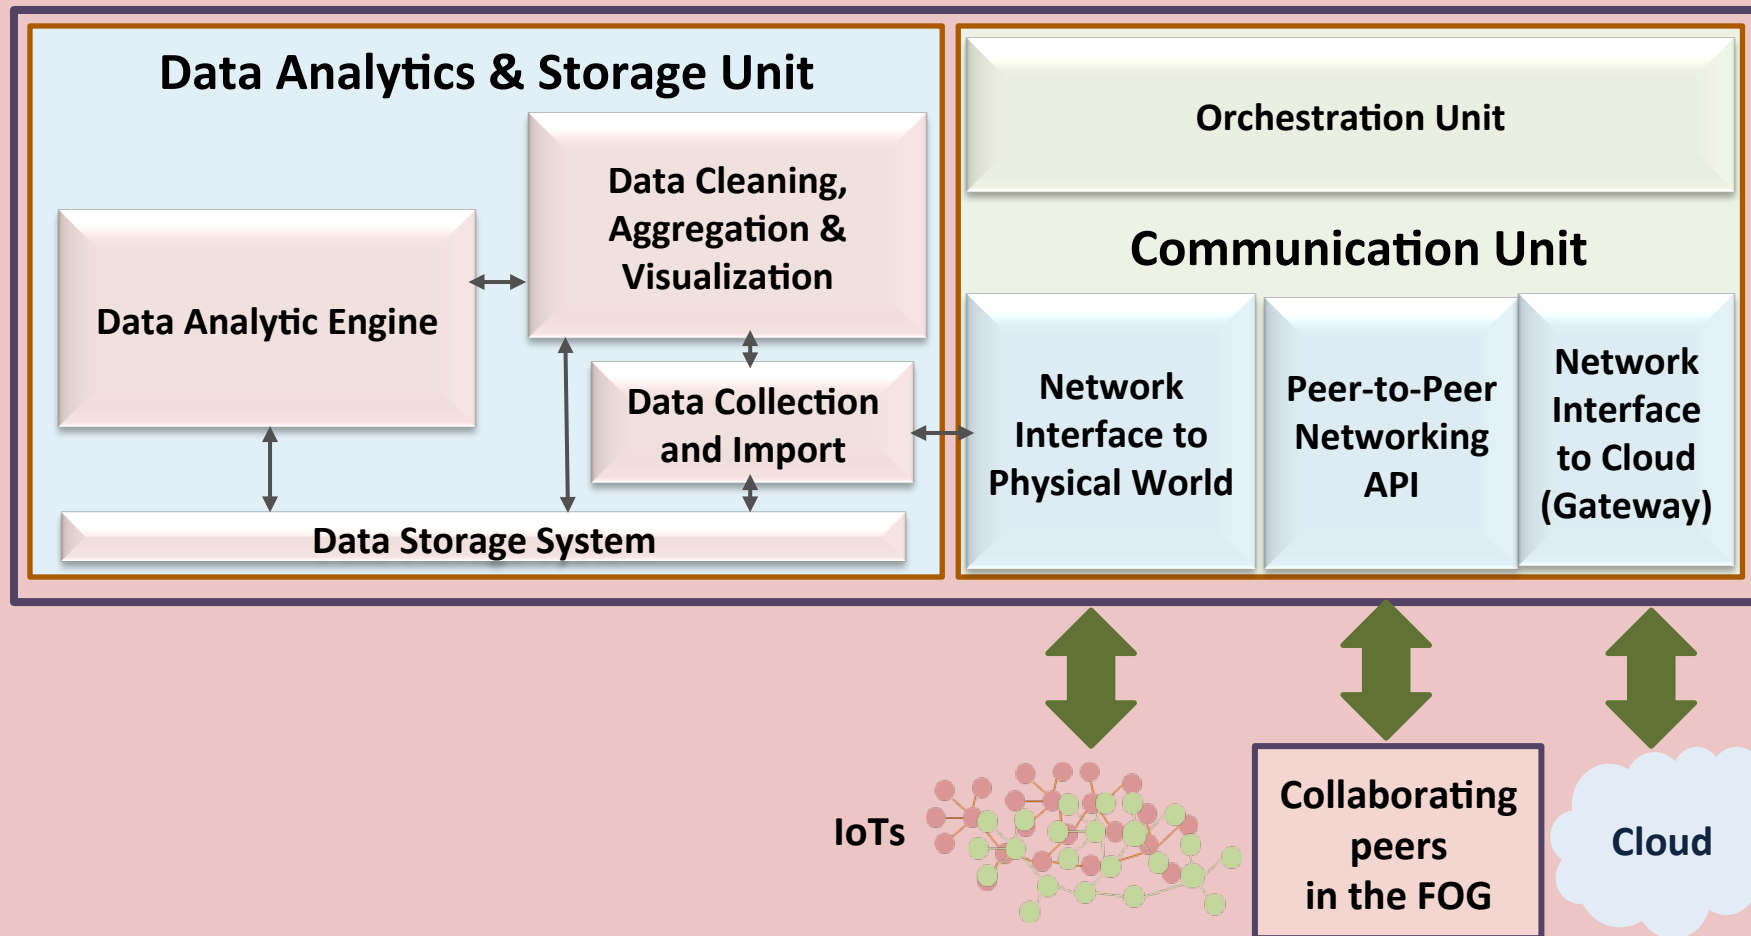 Data Analytics & Storage Unit
Data Cleaning,
Aggregation &
Visualization
Data Analytic Engine
Data Collection
and Import
Data Storage System
Orchestration Unit
Communication Unit
Network
Interface to
Physical World
Peer-to-Peer
Networking
API
Network
Interface
to Cloud
(Gateway)
IoTs
Collaborating
peers
in the FOG
Cloud